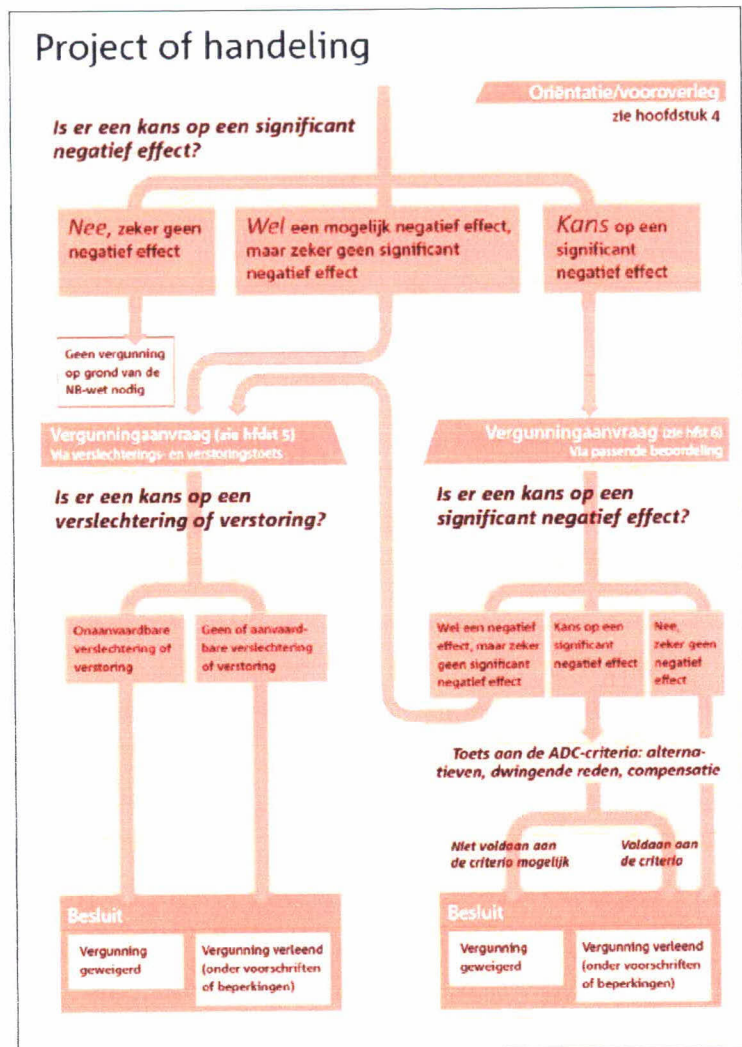 Project of handeling
Oriëntatie/vooroverleg
zie hoofdstuk 4
Is er een kans op een significant
negatief effect?
Nee, zeker geen
negatief effect
Wel een mogelijk negatief effect,
maar zeker geen significant
negatief effect
Kans op een
significant
negatief effect
Geen vergunning
op grond van de
NB-wet nodig
Vergunningaanvraag (zie hfdst 5)
Via verslechterings- en verstoringstoets
Vergunningaanvraag (zie hfst 6)
Via passende beoordeling
Is er een kans op een
verslechtering of verstoring?
Is er een kans op een
significant negatief effect?
Onaanvaardbare
verslechtering of
verstoring
Geen of aanvaard-
bare verslechtering
of verstoring
Wel een negatief
effect, maar zeker
geen significant
negatief effect
Kans op een
significant
negatief effect
Nee,
zeker geen
negatief
effect
Toets aan de ADC-criteria: alterna-
tieven, dwingende reden, compensatie
Niet voldaan aan
de criteria mogelijk
Voldaan aan
de criteria
Besluit
Vergunning
geweigerd
Vergunning verleend
(onder voorschriften
of beperkingen)
Besluit
Vergunning
geweigerd
Vergunning verleend
(onder voorschriften
of beperkingen)